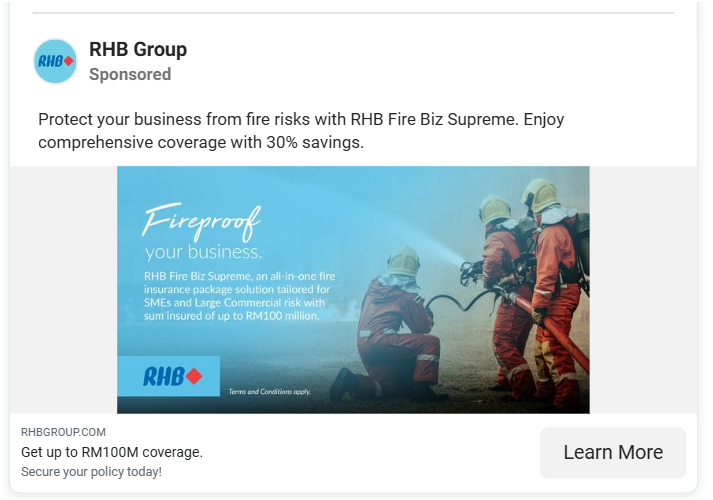 RHB
RHB Group
Sponsored
Protect your business from fire risks with RHB Fire Biz Supreme. Enjoy
comprehensive coverage with 30% savings.
Fireproof
your business.
RHB Fire Biz Supreme, an all-in-one fire
insurance package solution tailored for
SMEs and Large Commercial risk with
sum insured of up to RM100 million.
RHB
Terms and Conditions apply.
RHBGROUP.COM
Get up to RM100M coverage.
Secure your policy today!
Learn More